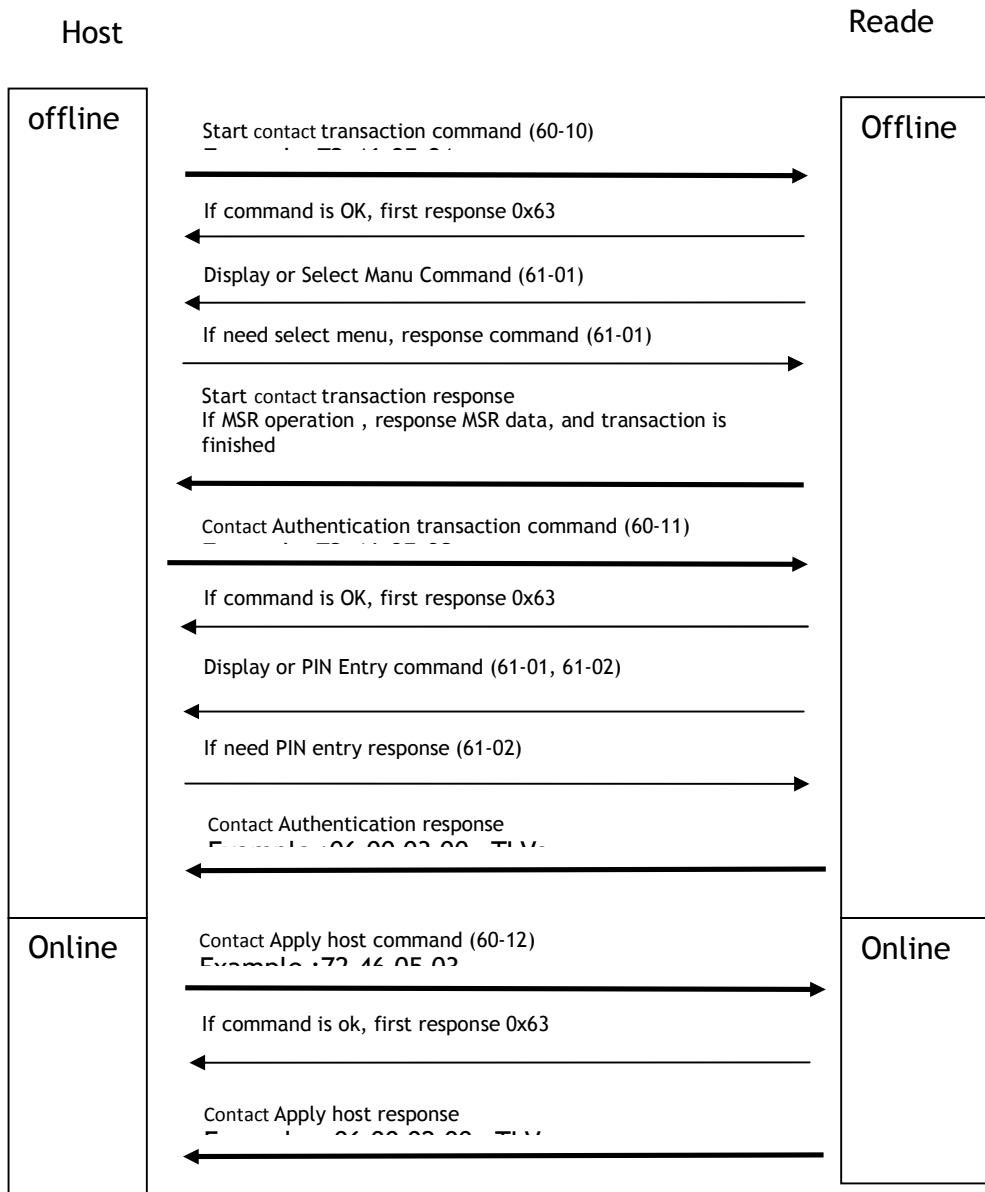 Host
Reade
offline
Offline
Start contact transaction command (60-10)
If command is OK, first response 0x63
Display or Select Manu Command (61-01)
If need select menu, response command (61-01)
Start contact transaction response
If MSR operation , response MSR data, and transaction is
finished
Contact Authentication transaction command (60-11)
If command is OK, first response 0x63
Display or PIN Entry command (61-01, 61-02)
If need PIN entry response (61-02)
Contact Authentication response
Online
Online
Contact Apply host command (60-12)
Example :72 46 05 03
If command is ok, first response 0x63
Contact Apply host response